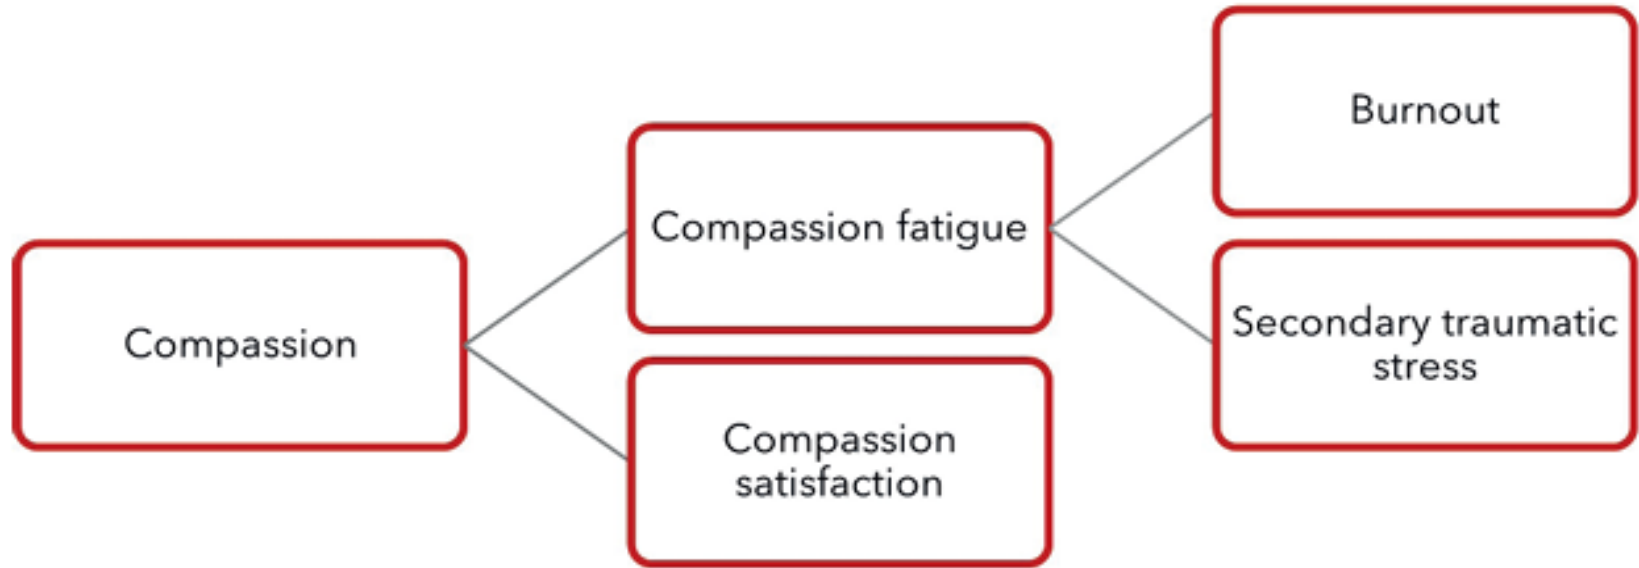 Compassion
Compassion fatigue
Compassion
satisfaction
Burnout
Secondary traumatic
stress